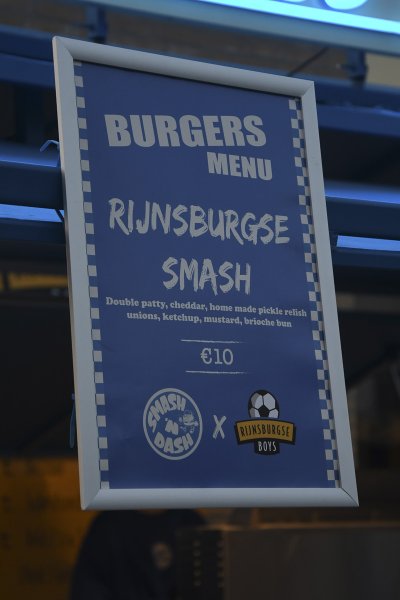 BURGERS
MENU
RIJNSBURGSE
SMASH
Double patty, cheddar, home made pickle relish
unions, ketchup, mustard, brioche bun
€10
SMASH
'N'
DASH
X
RIJNSBURGSE
BOYS